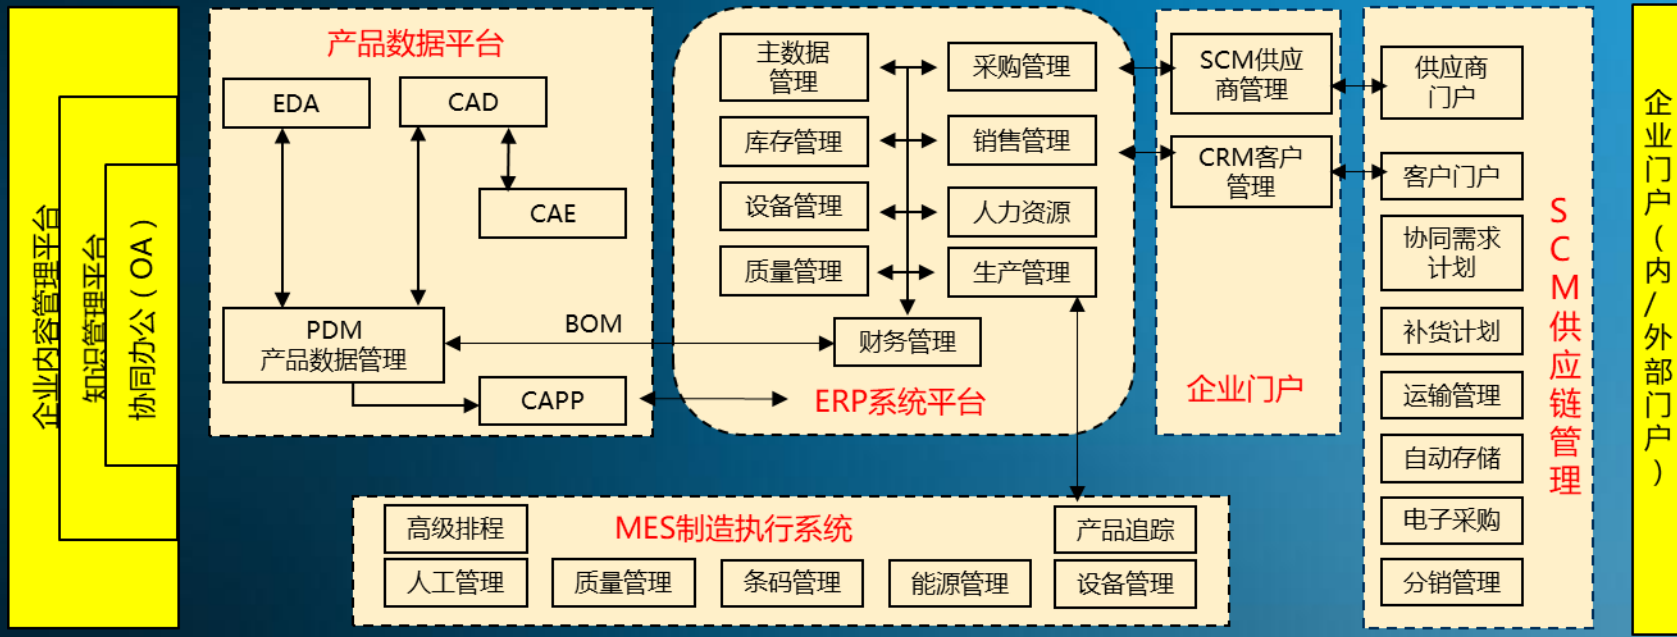 企业内容管理平台
知识管理平台
协同办公（OA）
产品数据平台
EDA
CAD
CAE
PDM
产品数据管理
BOM
CAPP
主数据
管理
采购管理
库存管理
销售管理
设备管理
人力资源
质量管理
生产管理
财务管理
ERP系统平台
SCM供应
商管理
CRM客户
管理
企业门户
供应商
门户
客户门户
协同需求
计划
补货计划
运输管理
自动存储
电子采购
分销管理
SCM供应链管理
企业门户（内/外部门户）
MES制造执行系统
高级排程
产品追踪
人工管理
质量管理
条码管理
能源管理
设备管理